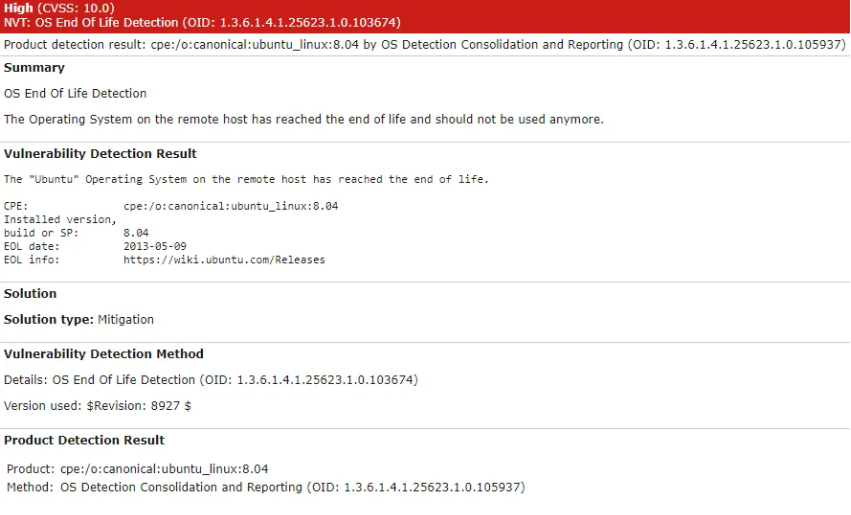 High (CVSS: 10.0)
NVT: OS End Of Life Detection (OID: 1.3.6.1.4.1.25623.1.0.103674)
Product detection result: cpe:/o:canonical:ubuntu_linux:8.04 by OS Detection Consolidation and Reporting (OID: 1.3.6.1.4.1.25623.1.0.105937)
Summary
OS End Of Life Detection
The Operating System on the remote host has reached the end of life and should not be used anymore.
Vulnerability Detection Result
The "Ubuntu" Operating System on the remote host has reached the end of life.
CPE: cpe:/o:canonical:ubuntu_linux:8.04
Installed version,
build or SP: 8.04
EOL date: 2013-05-09
EOL info: https://wiki.ubuntu.com/Releases
Solution
Solution type: Mitigation
Vulnerability Detection Method
Details: OS End Of Life Detection (OID: 1.3.6.1.4.1.25623.1.0.103674)
Version used: $Revision: 8927 $
Product Detection Result
Product: cpe:/o:canonical:ubuntu_linux:8.04
Method: OS Detection Consolidation and Reporting (OID: 1.3.6.1.4.1.25623.1.0.105937)